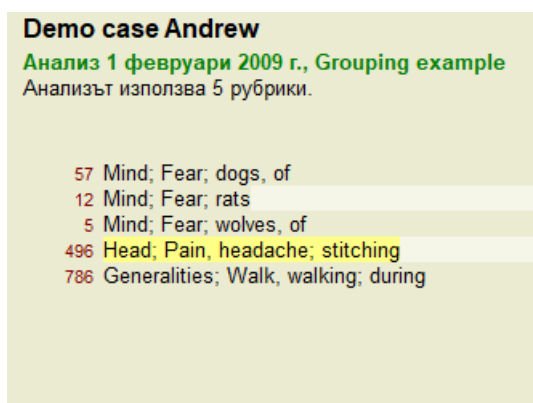 Demo case Andrew
Анализ 1 февруари 2009 г., Grouping example
Анализът използва 5 рубрики.
57 Mind; Fear; dogs, of
12 Mind; Fear; rats
5 Mind; Fear; wolves, of
496 Head; Pain, headache; stitching
786 Generalities; Walk, walking; during